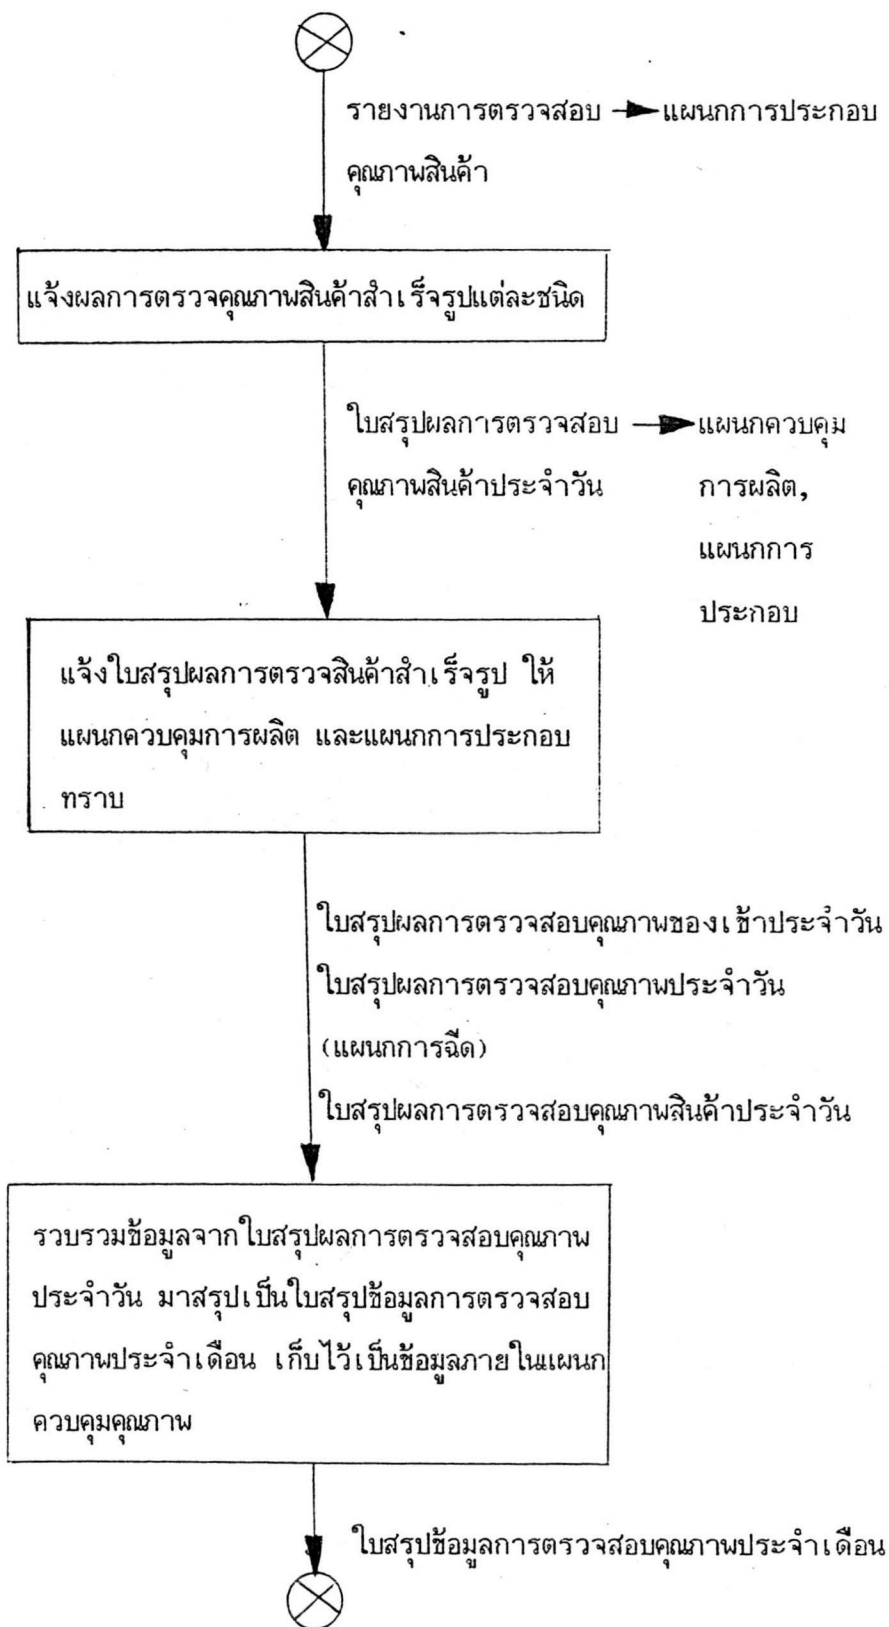 รายงานการตรวจสอบ แผนกการประกอบ
คุณภาพสินค้า
แจ้งผลการตรวจคุณภาพสินค้าสำเร็จรูปแต่ละชนิด
ใบสรุปผลการตรวจสอบ แผนกควบคุม
คุณภาพสินค้าประจำวัน การผลิต,
แผนกการ
ประกอบ
แจ้งใบสรุปผลการตรวจสินค้าสำเร็จรูป ให้
แผนกควบคุมการผลิต และแผนกการประกอบ
ทราบ
ใบสรุปผลการตรวจสอบคุณภาพของเข้าประจำวัน
ใบสรุปผลการตรวจสอบคุณภาพประจำวัน
(แผนกการฉีด)
ใบสรุปผลการตรวจสอบคุณภาพสินค้าประจำวัน
รวบรวมข้อมูลจากใบสรุปผลการตรวจสอบคุณภาพ
ประจำวัน มาสรุปเป็นใบสรุปข้อมูลการตรวจสอบ
คุณภาพประจำเดือน เก็บไว้เป็นข้อมูลภายในแผนก
ควบคุมคุณภาพ
ใบสรุปข้อมูลการตรวจสอบคุณภาพประจำเดือน